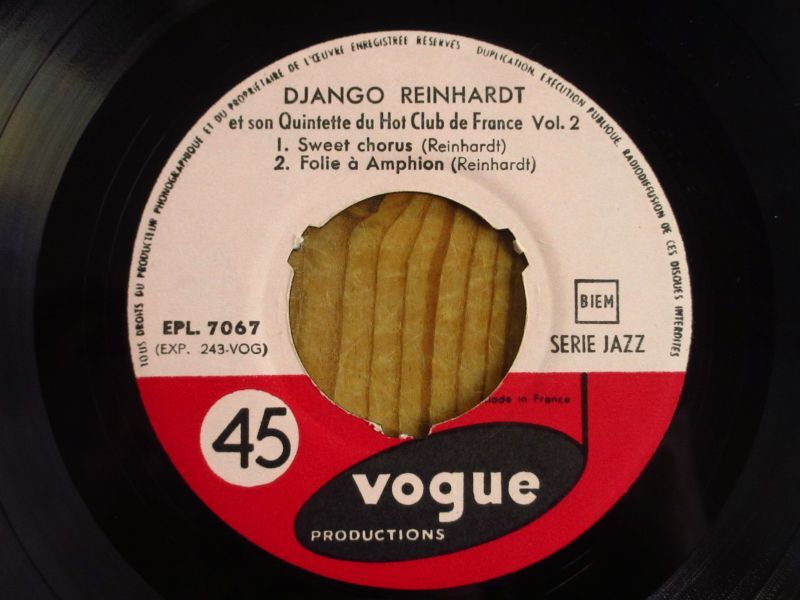 TOUS DROITS DU PRODUCTEUR PHONOGRAPHIQUE ET DU PROPRIÉTAIRE DE L'ŒUVRE ENREGISTRÉE RÉSERVÉS DUPLICATION, EXÉCUTION PUBLIQUE, RADIODIFFUSION DE CES DISQUES INTERDITES
DJANGO REINHARDT
et son Quintette du Hot Club de France Vol. 2
1. Sweet chorus (Reinhardt)
2. Folie à Amphion (Reinhardt)
EPL. 7067
(EXP. 243-VOG)
BIEM
SERIE JAZZ
made in France
45
vogue
PRODUCTIONS